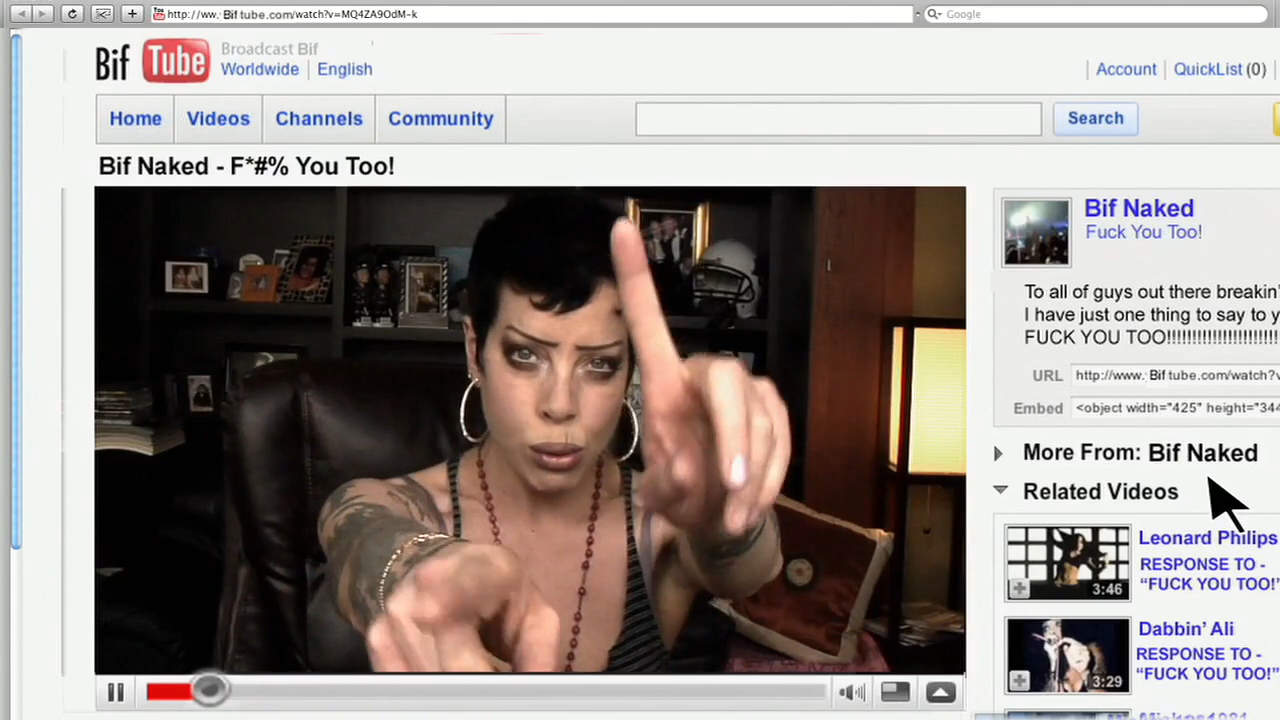 http://ww. Bif tube.com/watch?v=MQ4ZA9OdM-k
Google
Bif Tube
Broadcast Bif
Worldwide | English
Account | QuickList (0) |
Home
Videos
Channels
Community
Search
Bif Naked - F*#% You Too!
Bif Naked
Fuck You Too!
To all of guys out there breakin'
I have just one thing to say to y
FUCK YOU TOO!!!!!!!!!!!!!!!!!!!!!!!
URL http://www. Bif tube.com/watch?v
Embed <object width="425" height="344
More From: Bif Naked
Related Videos
Leonard Philips
RESPONSE TO -
“FUCK YOU TOO!”
3:46
Dabbin’ Ali
RESPONSE TO -
“FUCK YOU TOO!”
3:29